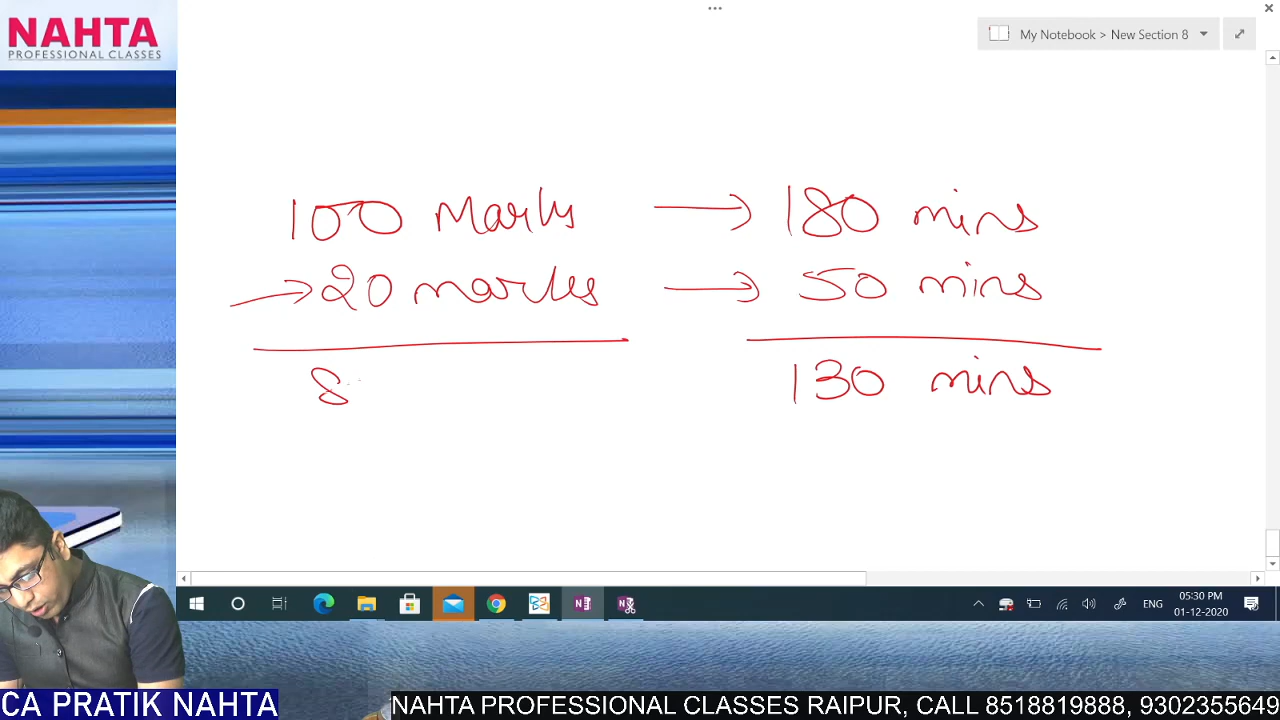 NAHTA
PROFESSIONAL CLASSES
My Notebook > New Section 8
100 Marks → 180 mins
→ 20 marks → 50 mins
8 130 mins
ENG
05:30 PM
01-12-2020
CA PRATIK NAHTA
NAHTA PROFESSIONAL CLASSES RAIPUR, CALL 8518819888, 9302355649